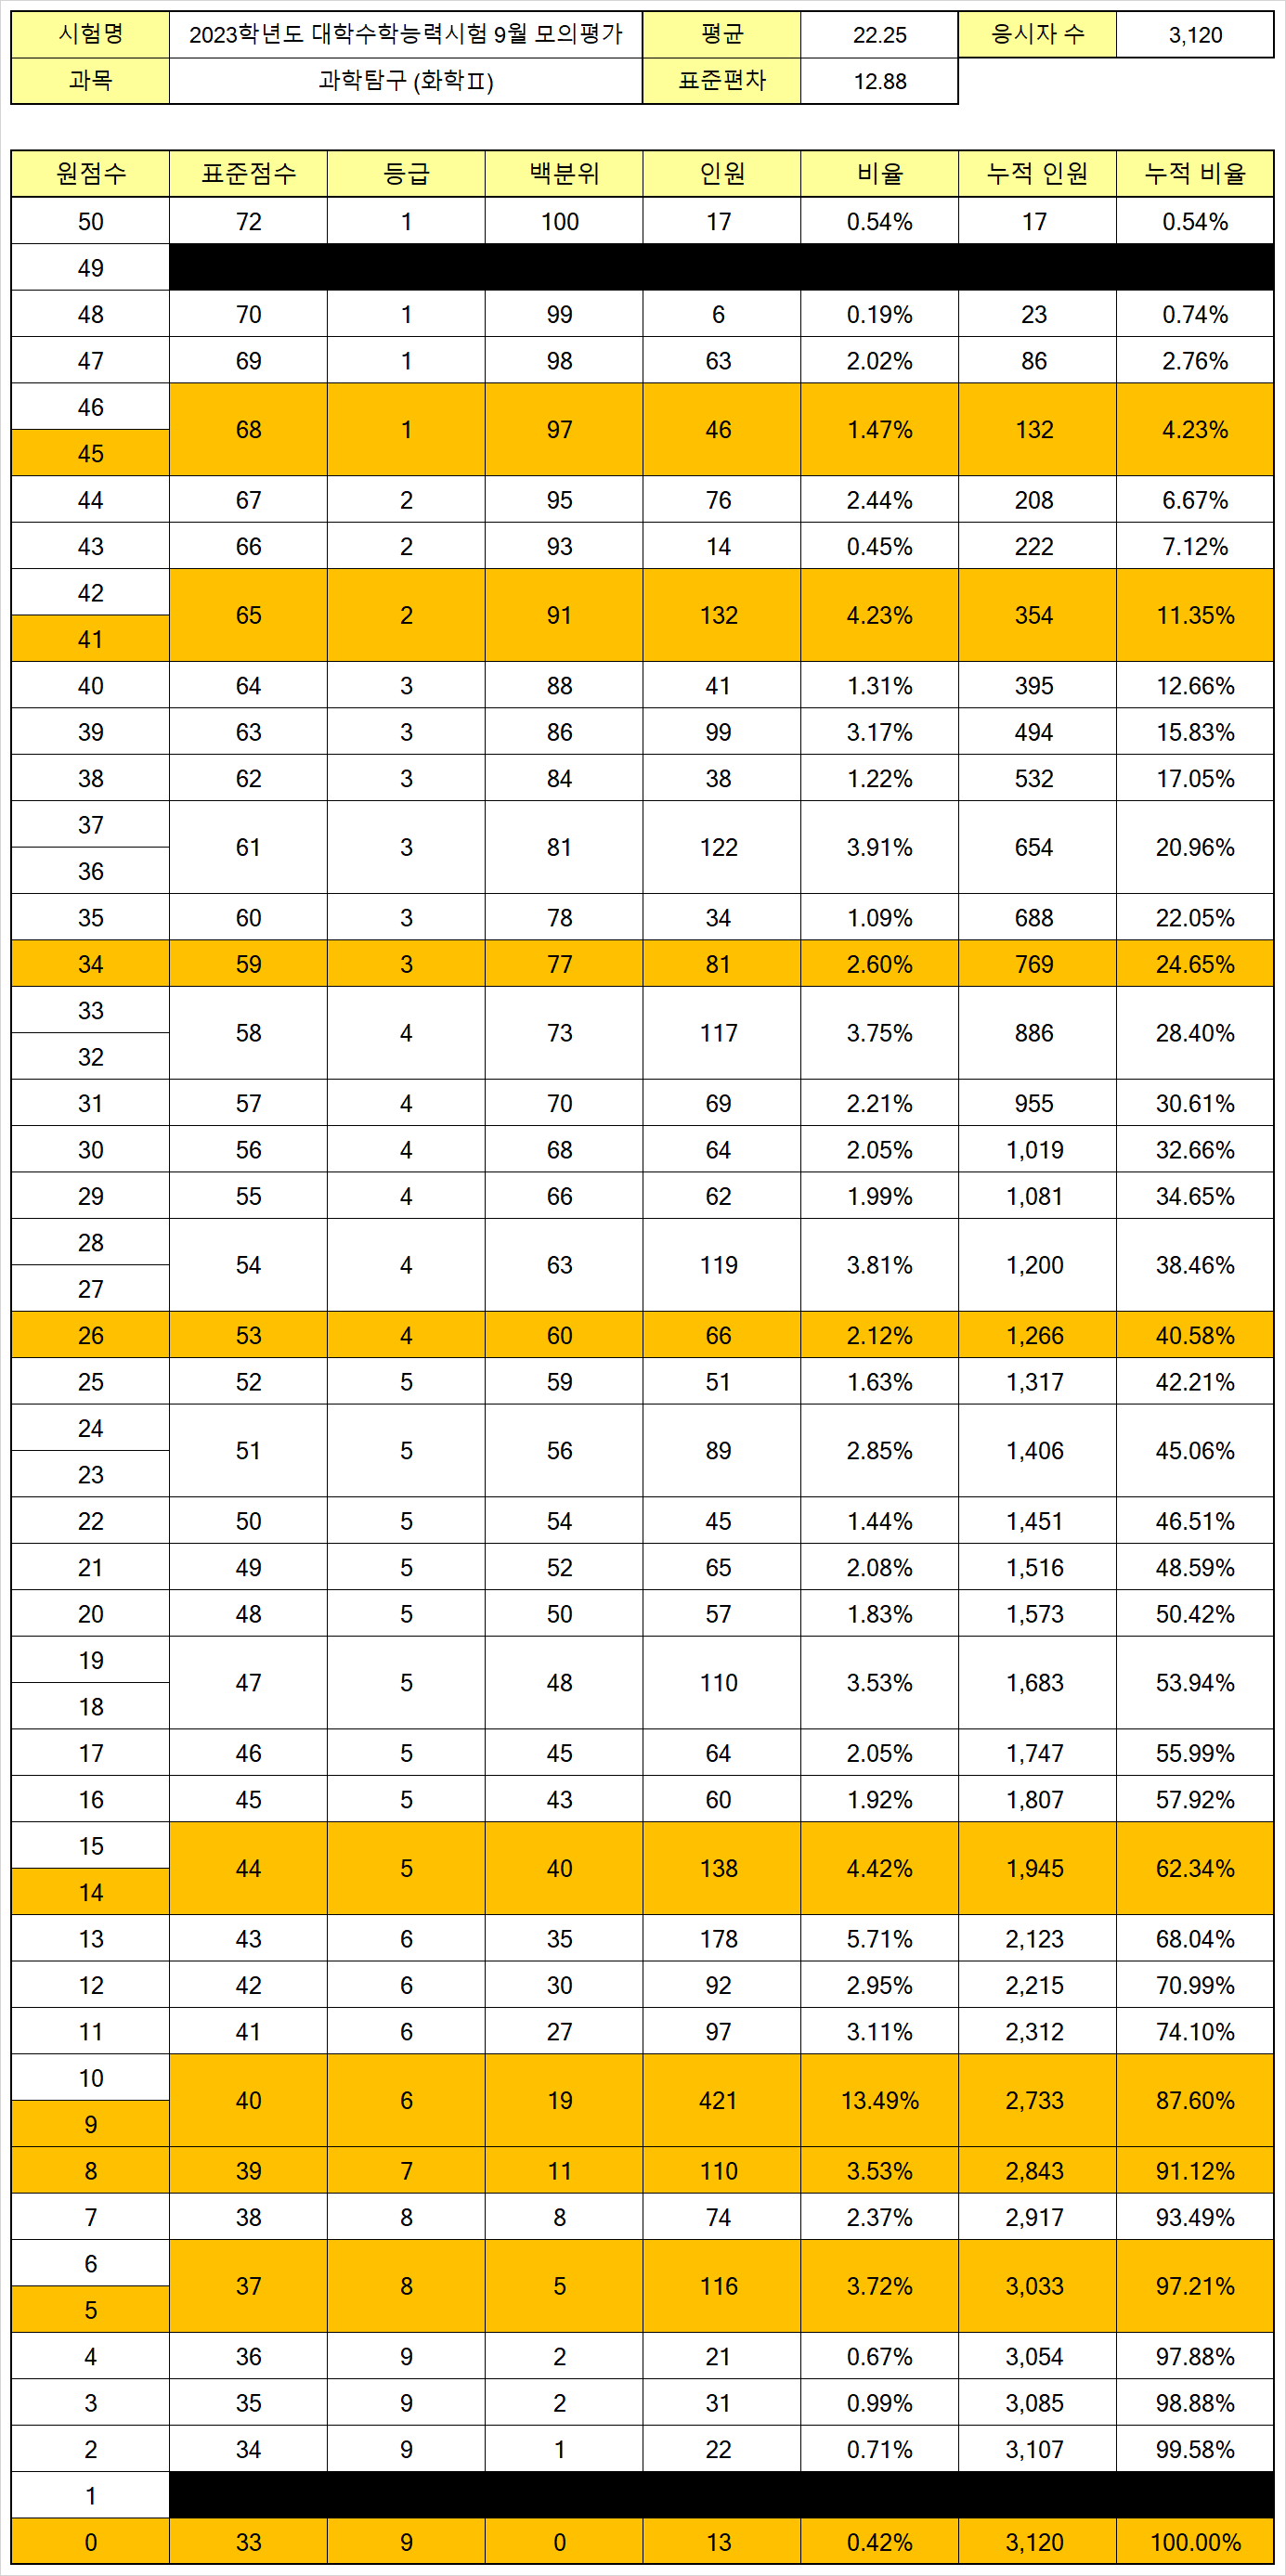 시험명 2023학년도 대학수학능력시험 9월 모의평가 평균 22.25 응시자 수 3,120
과목 과학탐구 (화학Ⅱ) 표준편차 12.88
원점수 표준점수 등급 백분위 인원 비율 누적 인원 누적 비율
50 72 1 100 17 0.54% 17 0.54%
49
48 70 1 99 6 0.19% 23 0.74%
47 69 1 98 63 2.02% 86 2.76%
46
68 1 97 46 1.47% 132 4.23%
45
44 67 2 95 76 2.44% 208 6.67%
43 66 2 93 14 0.45% 222 7.12%
42
65 2 91 132 4.23% 354 11.35%
41
40 64 3 88 41 1.31% 395 12.66%
39 63 3 86 99 3.17% 494 15.83%
38 62 3 84 38 1.22% 532 17.05%
37
61 3 81 122 3.91% 654 20.96%
36
35 60 3 78 34 1.09% 688 22.05%
34 59 3 77 81 2.60% 769 24.65%
33
58 4 73 117 3.75% 886 28.40%
32
31 57 4 70 69 2.21% 955 30.61%
30 56 4 68 64 2.05% 1,019 32.66%
29 55 4 66 62 1.99% 1,081 34.65%
28
54 4 63 119 3.81% 1,200 38.46%
27
26 53 4 60 66 2.12% 1,266 40.58%
25 52 5 59 51 1.63% 1,317 42.21%
24
51 5 56 89 2.85% 1,406 45.06%
23
22 50 5 54 45 1.44% 1,451 46.51%
21 49 5 52 65 2.08% 1,516 48.59%
20 48 5 50 57 1.83% 1,573 50.42%
19
47 5 48 110 3.53% 1,683 53.94%
18
17 46 5 45 64 2.05% 1,747 55.99%
16 45 5 43 60 1.92% 1,807 57.92%
15
44 5 40 138 4.42% 1,945 62.34%
14
13 43 6 35 178 5.71% 2,123 68.04%
12 42 6 30 92 2.95% 2,215 70.99%
11 41 6 27 97 3.11% 2,312 74.10%
10
40 6 19 421 13.49% 2,733 87.60%
9
8 39 7 11 110 3.53% 2,843 91.12%
7 38 8 8 74 2.37% 2,917 93.49%
6
37 8 5 116 3.72% 3,033 97.21%
5
4 36 9 2 21 0.67% 3,054 97.88%
3 35 9 2 31 0.99% 3,085 98.88%
2 34 9 1 22 0.71% 3,107 99.58%
1
0 33 9 0 13 0.42% 3,120 100.00%